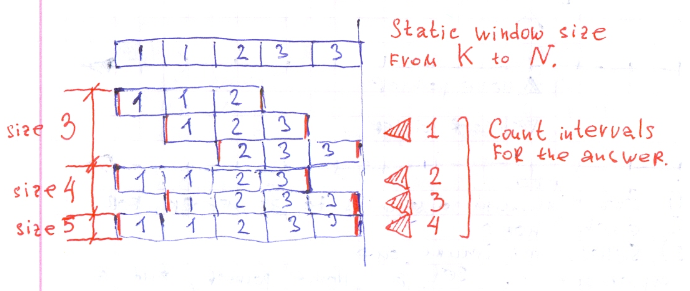 Static window size
FROM K to N.
1 1 2 3 3
1 1 2
size 3
1 2 3
1
Count intervals
FOR the answer.
2 3 3
size 4
1 1 2 3
2
1 2 3 3
3
size 5
1 1 2 3 3
4